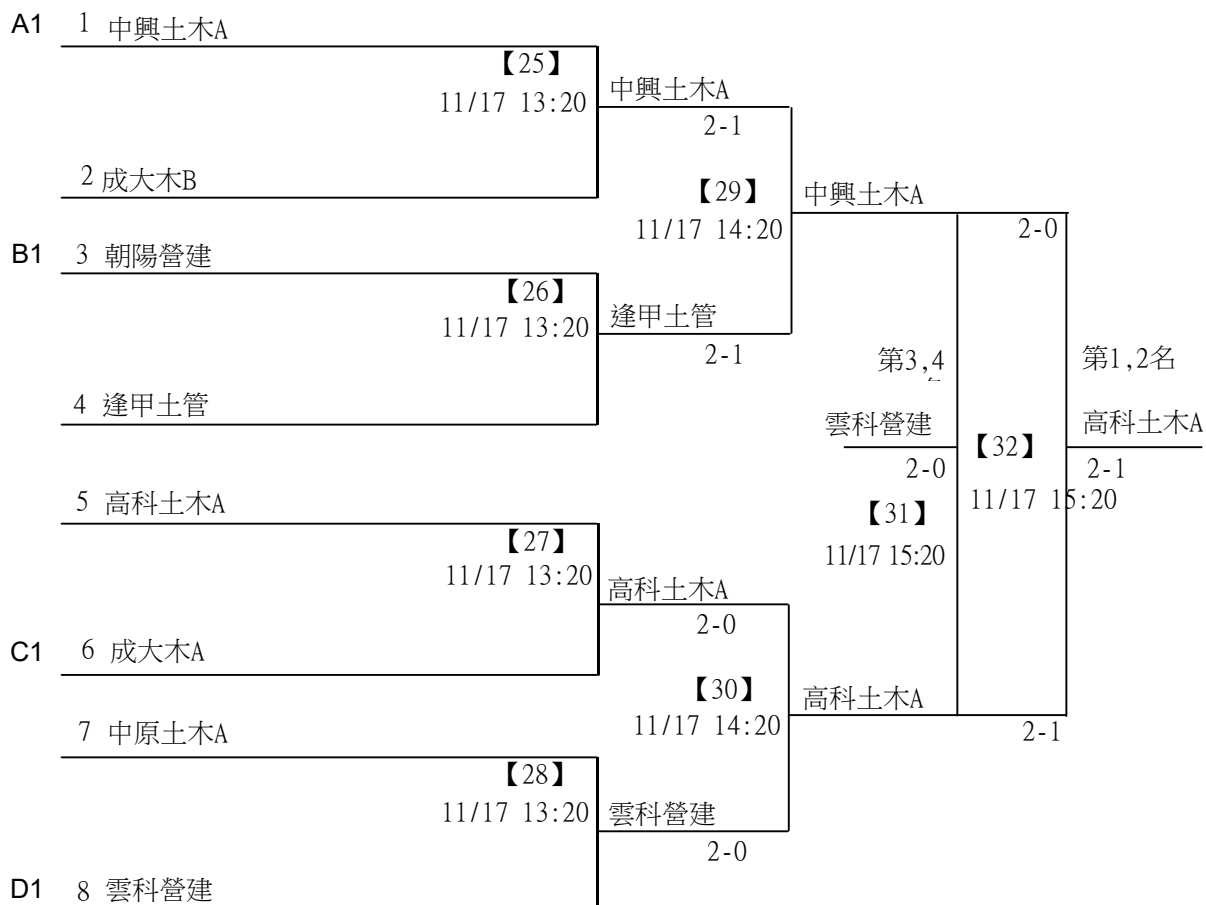 A1 1 中興土木A
【25】
11/17 13:20
中興土木A
2-1
2 成大木B
【29】
11/17 14:20
中興土木A
2-0
B1 3 朝陽營建
【26】
11/17 13:20
逢甲土管
2-1
4 逢甲土管
第3,4
第1,2名
雲科營建
2-0
【32】
11/17 15:20
高科土木A
2-1
【31】
11/17 15:20
5 高科土木A
【27】
11/17 13:20
高科土木A
2-0
C1 6 成大木A
【30】
11/17 14:20
高科土木A
2-1
7 中原土木A
【28】
11/17 13:20
雲科營建
2-0
D1 8 雲科營建